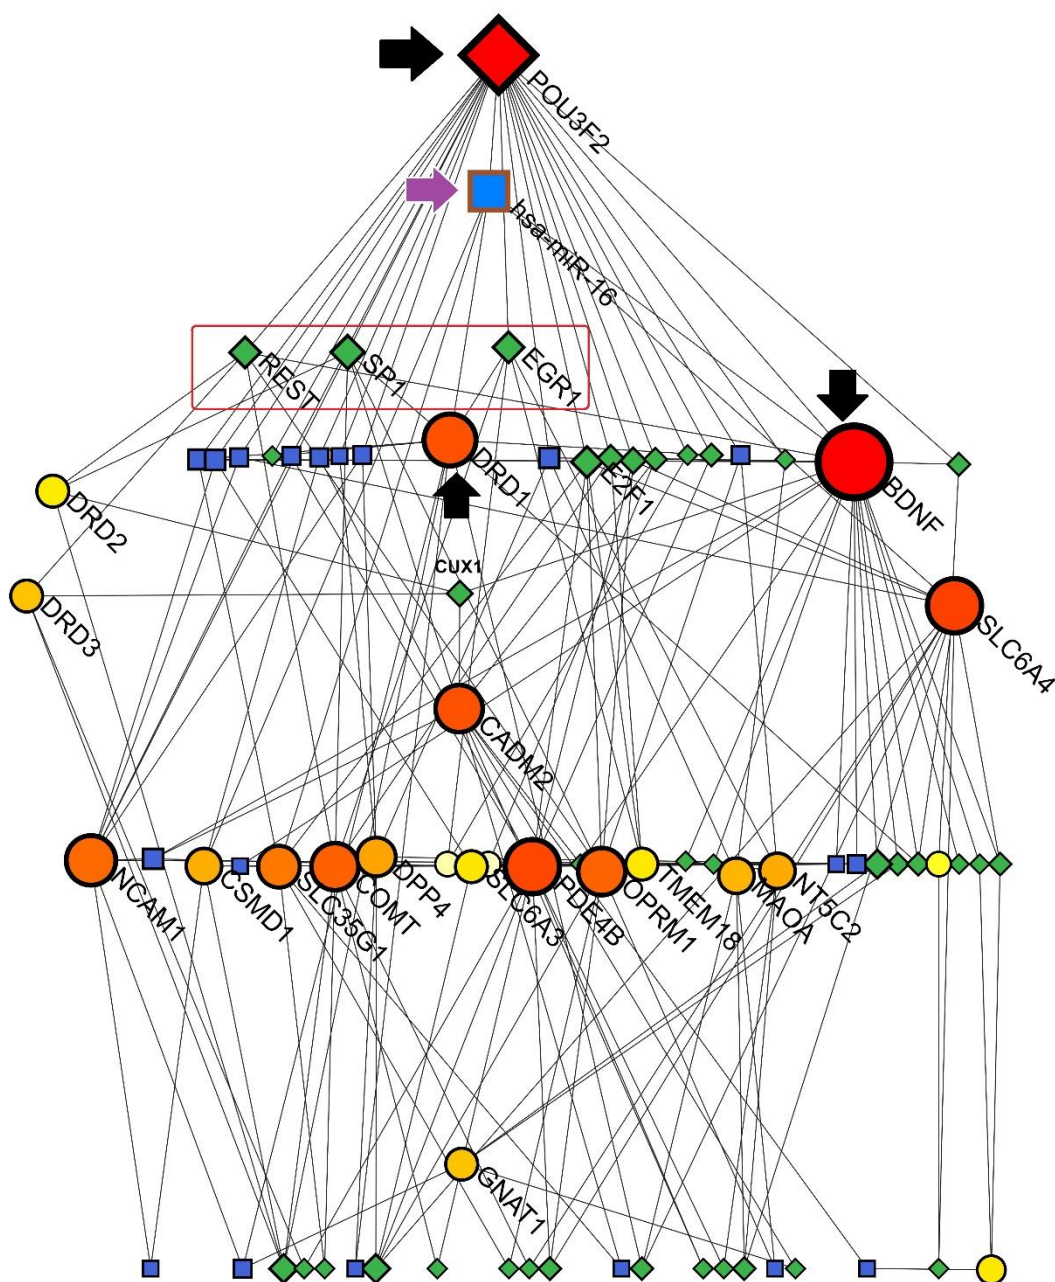 POU3F2
hsa-miR-16
REST
SP1
EGR1
DRD1
E2F1
BDNF
DRD2
CUX1
DRD3
SLC6A4
CADM2
NCAM1
CSMD1
SLC35G1
COMT
DPP4
SLC6A3
PDE4B
OPRM1
TMEM18
MAOA
NT5C2
GNAT1